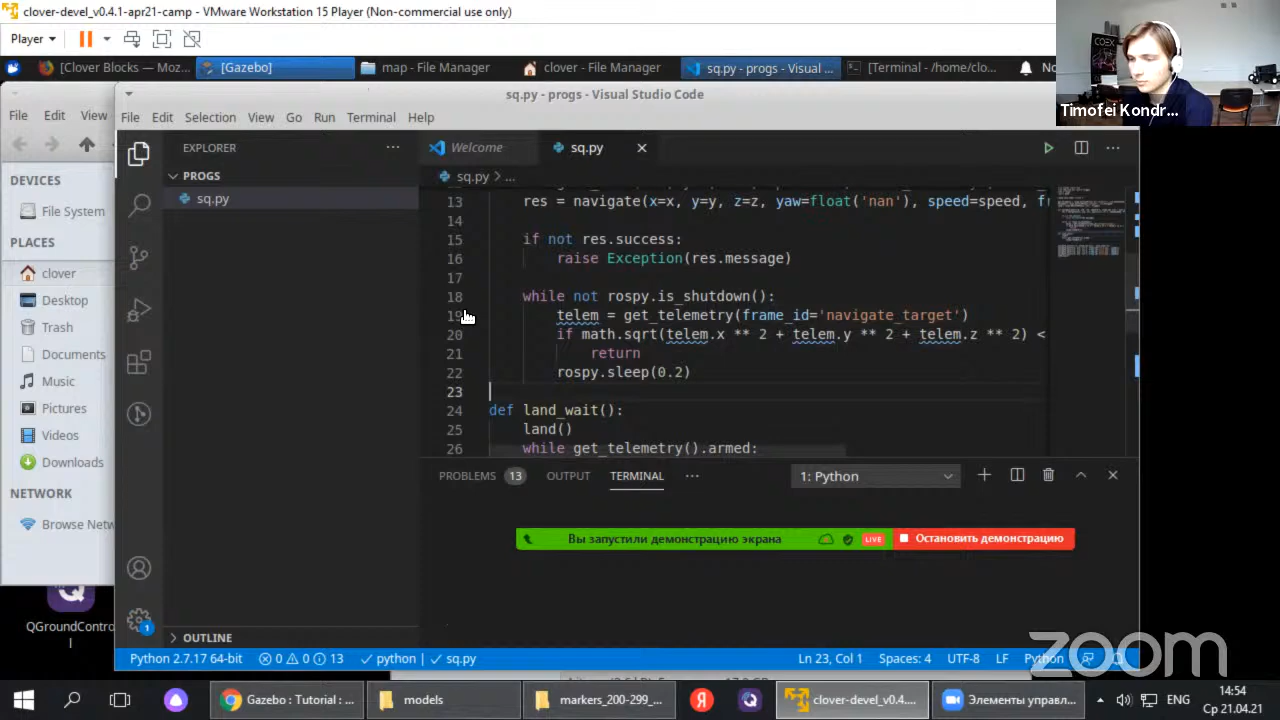 clover-devel_v0.4.1-apr21-camp - VMware Workstation 15 Player (Non-commercial use only)
Player
[Clover Blocks — Moz...
[Gazebo]
map - File Manager
clover - File Manager
sq.py - progs - Visual ...
[Terminal - /home/clo...
No
COEX
Timofei Kondr...
sq.py - progs - Visual Studio Code
File Edit View
File Edit Selection View Go Run Terminal Help
DEVICES
File System
PLACES
clover
Desktop
Trash
Documents
Music
Pictures
Videos
Downloads
NETWORK
Browse Netw
QGroundContro
l
EXPLORER
PROGS
sq.py
OUTLINE
Welcome
sq.py
sq.py > ...
13 res = navigate(x=x, y=y, z=z, yaw=float('nan'), speed=speed, fr
14
15 if not res.success:
16 raise Exception(res.message)
17
18 while not rospy.is_shutdown():
19 telem = get_telemetry(frame_id='navigate_target')
20 if math.sqrt(telem.x ** 2 + telem.y ** 2 + telem.z ** 2) <
21 return
22 rospy.sleep(0.2)
23
24 def land_wait():
25 land()
26 while get_telemetry().armed:
PROBLEMS 13 OUTPUT TERMINAL ... 1: Python
Вы запустили демонстрацию экрана LIVE Остановить демонстрацию
1
Python 2.7.17 64-bit 0 0 13 python | sq.py Ln 23, Col 1 Spaces: 4 UTF-8 LF Python
zoom
Gazebo : Tutorial : ...
models
markers_200-299_...
Я
clover-devel_v0.4....
Элементы управл...
ENG
14:54
Ср 21.04.21